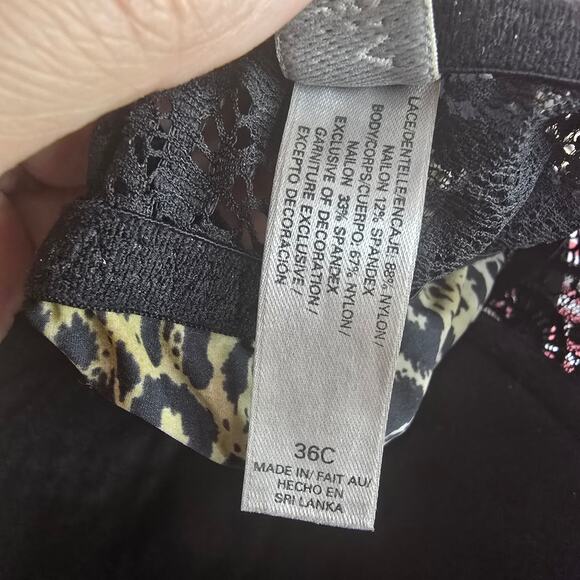 LACE/DENTELLE/ENCAJE: 88% NYLON/
NAILON 12% SPANDEX
BODY/CORPS/CUERPO: 67% NYLON/
NAILON 33% SPANDEX
EXCLUSIVE OF DECORATION/
GARNITURE EXCLUSIVE/
EXCEPTO DECORACION
36C
MADE IN/ FAIT AU/
HECHO EN
SRI LANKA